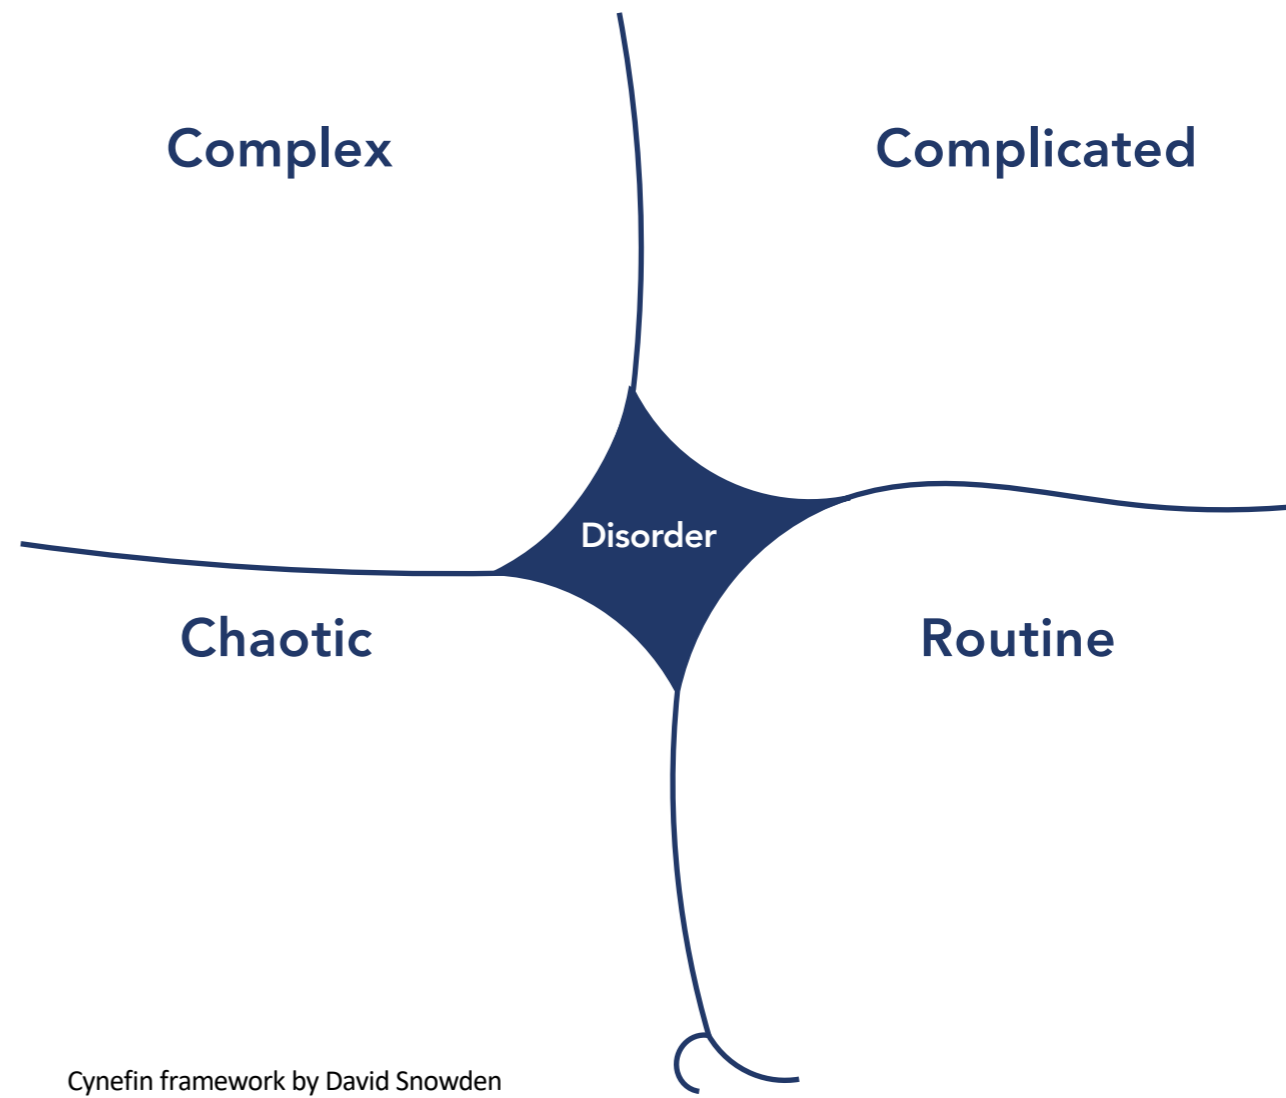 Complex
Complicated
Disorder
Chaotic
Routine
Cynefin framework by David Snowden